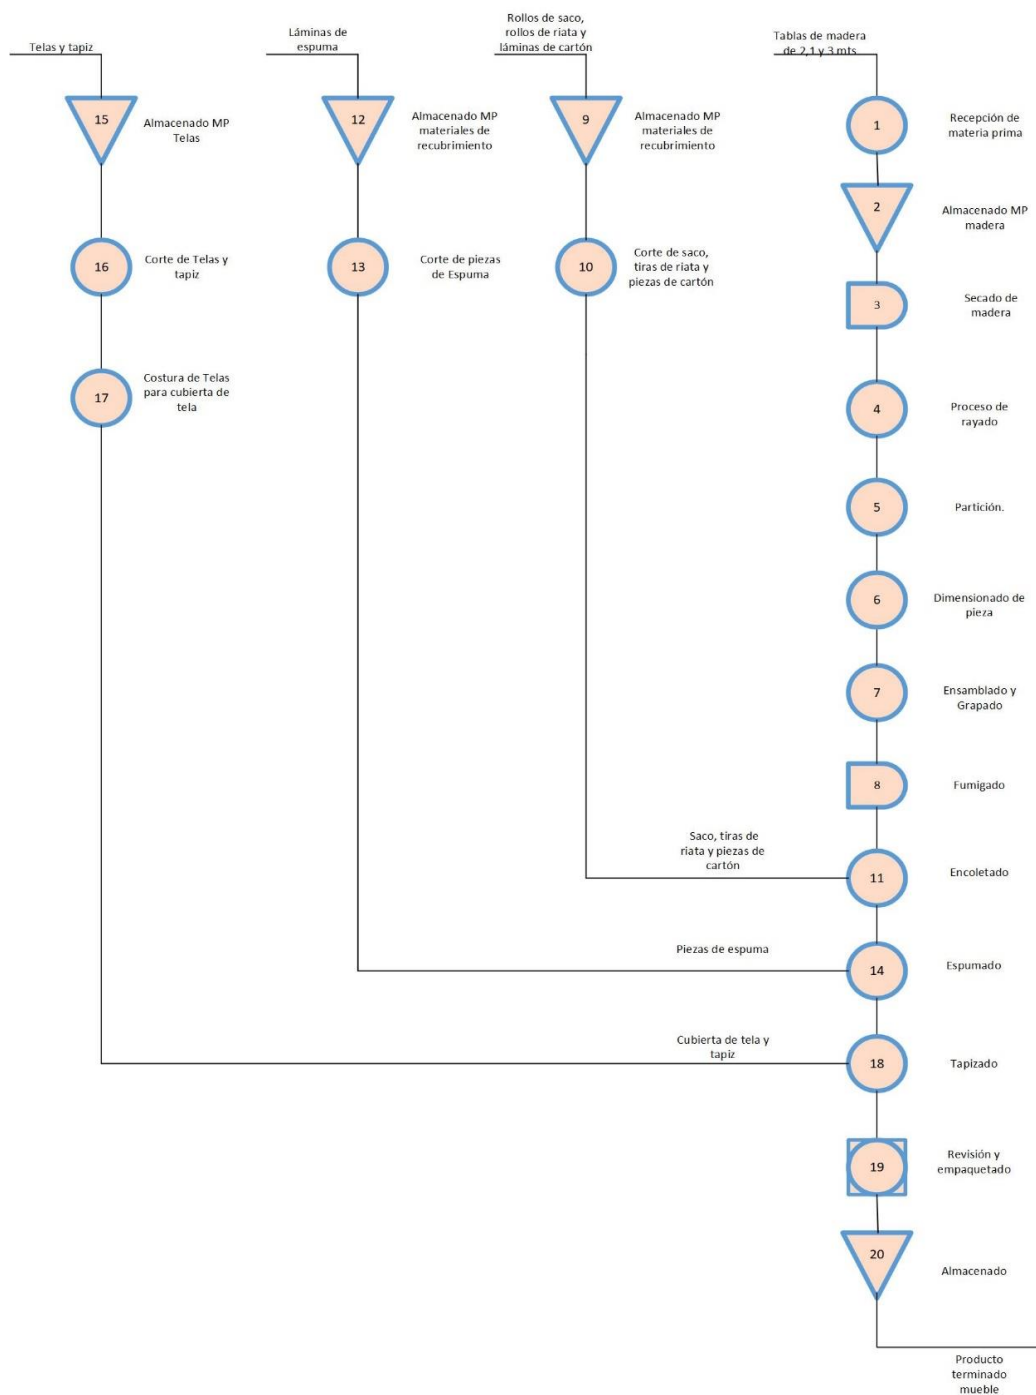 Telas y tapiz
Láminas de
espuma
Rollos de saco,
rollos de riata y
láminas de cartón
Tablas de madera
de 2,1 y 3 mts
15
Almacenado MP
Telas
12
Almacenado MP
materiales de
recubrimiento
9
Almacenado MP
materiales de
recubrimiento
1
Recepción de
materia prima
2
Almacenado MP
madera
16
Corte de Telas y
tapiz
13
Corte de piezas
de Espuma
10
Corte de saco,
tiras de riata y
piezas de cartón
3
Secado de
madera
17
Costura de Telas
para cubierta de
tela
4
Proceso de
rayado
5
Partición.
6
Dimensionado de
pieza
7
Ensamblado y
Grapado
8
Fumigado
Saco, tiras de
riata y piezas de
cartón
11
Encoletado
Piezas de espuma
14
Espumado
Cubierta de tela y
tapiz
18
Tapizado
19
Revisión y
empaquetado
20
Almacenado
Producto
terminado
mueble